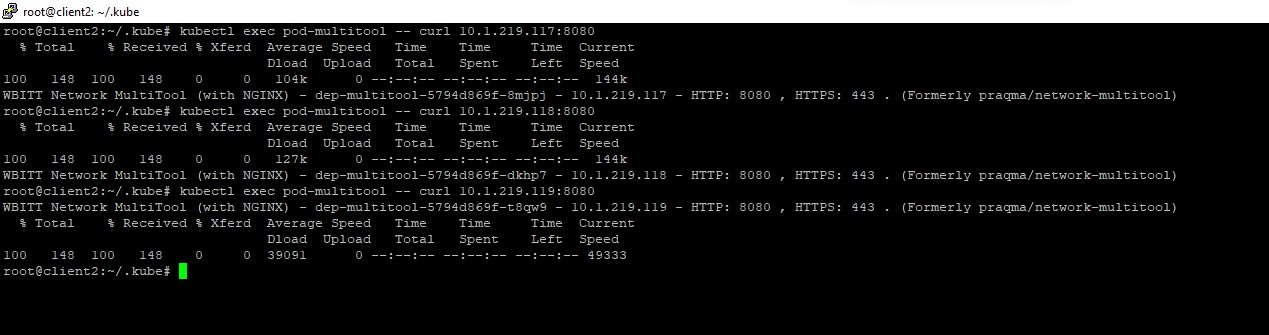 root@client2: ~/.kube
root@client2:~/.kube# kubectl exec pod-multitool -- curl 10.1.219.117:8080
  % Total    % Received % Xferd  Average Speed   Time    Time     Time  Current
                                 Dload  Upload   Total   Spent    Left  Speed
100   148  100   148    0     0   104k      0 --:--:-- --:--:-- --:--:--  144k
WBITT Network MultiTool (with NGINX) - dep-multitool-5794d869f-8mjpj - 10.1.219.117 - HTTP: 8080 , HTTPS: 443 . (Formerly praqma/network-multitool)
root@client2:~/.kube# kubectl exec pod-multitool -- curl 10.1.219.118:8080
  % Total    % Received % Xferd  Average Speed   Time    Time     Time  Current
                                 Dload  Upload   Total   Spent    Left  Speed
100   148  100   148    0     0   127k      0 --:--:-- --:--:-- --:--:--  144k
WBITT Network MultiTool (with NGINX) - dep-multitool-5794d869f-dkhp7 - 10.1.219.118 - HTTP: 8080 , HTTPS: 443 . (Formerly praqma/network-multitool)
root@client2:~/.kube# kubectl exec pod-multitool -- curl 10.1.219.119:8080
WBITT Network MultiTool (with NGINX) - dep-multitool-5794d869f-t8qw9 - 10.1.219.119 - HTTP: 8080 , HTTPS: 443 . (Formerly praqma/network-multitool)
  % Total    % Received % Xferd  Average Speed   Time    Time     Time  Current
                                 Dload  Upload   Total   Spent    Left  Speed
100   148  100   148    0     0  39091      0 --:--:-- --:--:-- --:--:-- 49333
root@client2:~/.kube#